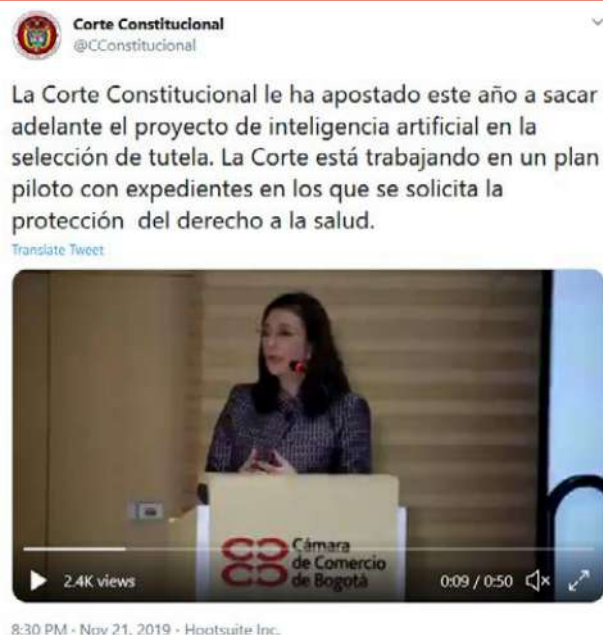 Corte Constitucional
@CConstitucional
La Corte Constitucional le ha apostado este año a sacar
adelante el proyecto de inteligencia artificial en la
selección de tutela. La Corte está trabajando en un plan
piloto con expedientes en los que se solicita la
protección del derecho a la salud.
Translate Tweet
Cámara
de Comercio
de Bogotá
2.4K views
0:09 / 0:50
8:30 PM · Nov 21, 2019 · Hootsuite Inc.